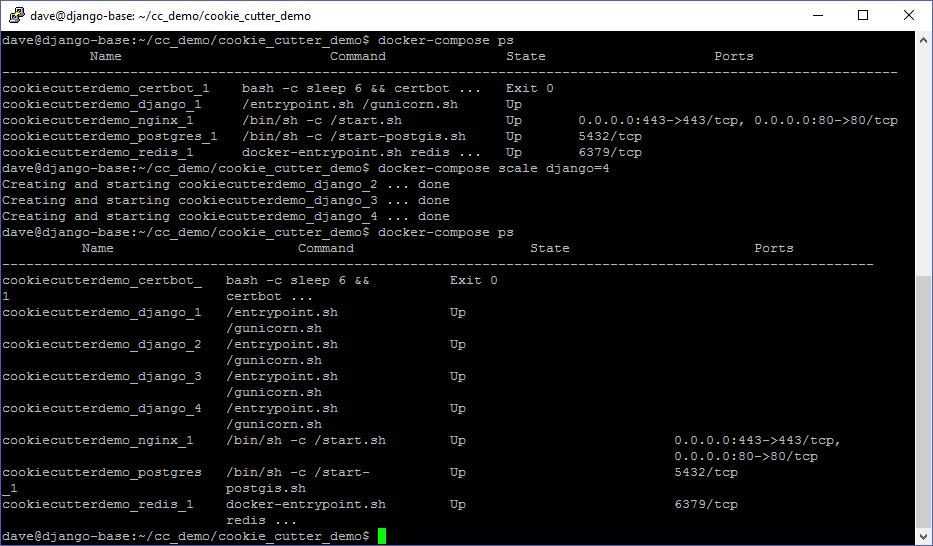 dave@django-base: ~/cc_demo/cookie_cutter_demo
dave@django-base:~/cc_demo/cookie_cutter_demo$ docker-compose ps
Name Command State Ports
----------------------------------------------------------------------------------------------------------------
cookiecutterdemo_certbot_1 bash -c sleep 6 && certbot ... Exit 0
cookiecutterdemo_django_1 /entrypoint.sh /gunicorn.sh Up
cookiecutterdemo_nginx_1 /bin/sh -c /start.sh Up 0.0.0.0:443->443/tcp, 0.0.0.0:80->80/tcp
cookiecutterdemo_postgres_1 /bin/sh -c /start-postgis.sh Up 5432/tcp
cookiecutterdemo_redis_1 docker-entrypoint.sh redis ... Up 6379/tcp
dave@django-base:~/cc_demo/cookie_cutter_demo$ docker-compose scale django=4
Creating and starting cookiecutterdemo_django_2 ... done
Creating and starting cookiecutterdemo_django_3 ... done
Creating and starting cookiecutterdemo_django_4 ... done
dave@django-base:~/cc_demo/cookie_cutter_demo$ docker-compose ps
Name Command State Ports
-------------------------------------------------------------------------------------------------------------
cookiecutterdemo_certbot_ bash -c sleep 6 && Exit 0
1 certbot ...
cookiecutterdemo_django_1 /entrypoint.sh Up
/gunicorn.sh
cookiecutterdemo_django_2 /entrypoint.sh Up
/gunicorn.sh
cookiecutterdemo_django_3 /entrypoint.sh Up
/gunicorn.sh
cookiecutterdemo_django_4 /entrypoint.sh Up
/gunicorn.sh
cookiecutterdemo_nginx_1 /bin/sh -c /start.sh Up 0.0.0.0:443->443/tcp,
0.0.0.0:80->80/tcp
cookiecutterdemo_postgres /bin/sh -c /start- Up 5432/tcp
_1 postgis.sh
cookiecutterdemo_redis_1 docker-entrypoint.sh Up 6379/tcp
redis ...
dave@django-base:~/cc_demo/cookie_cutter_demo$